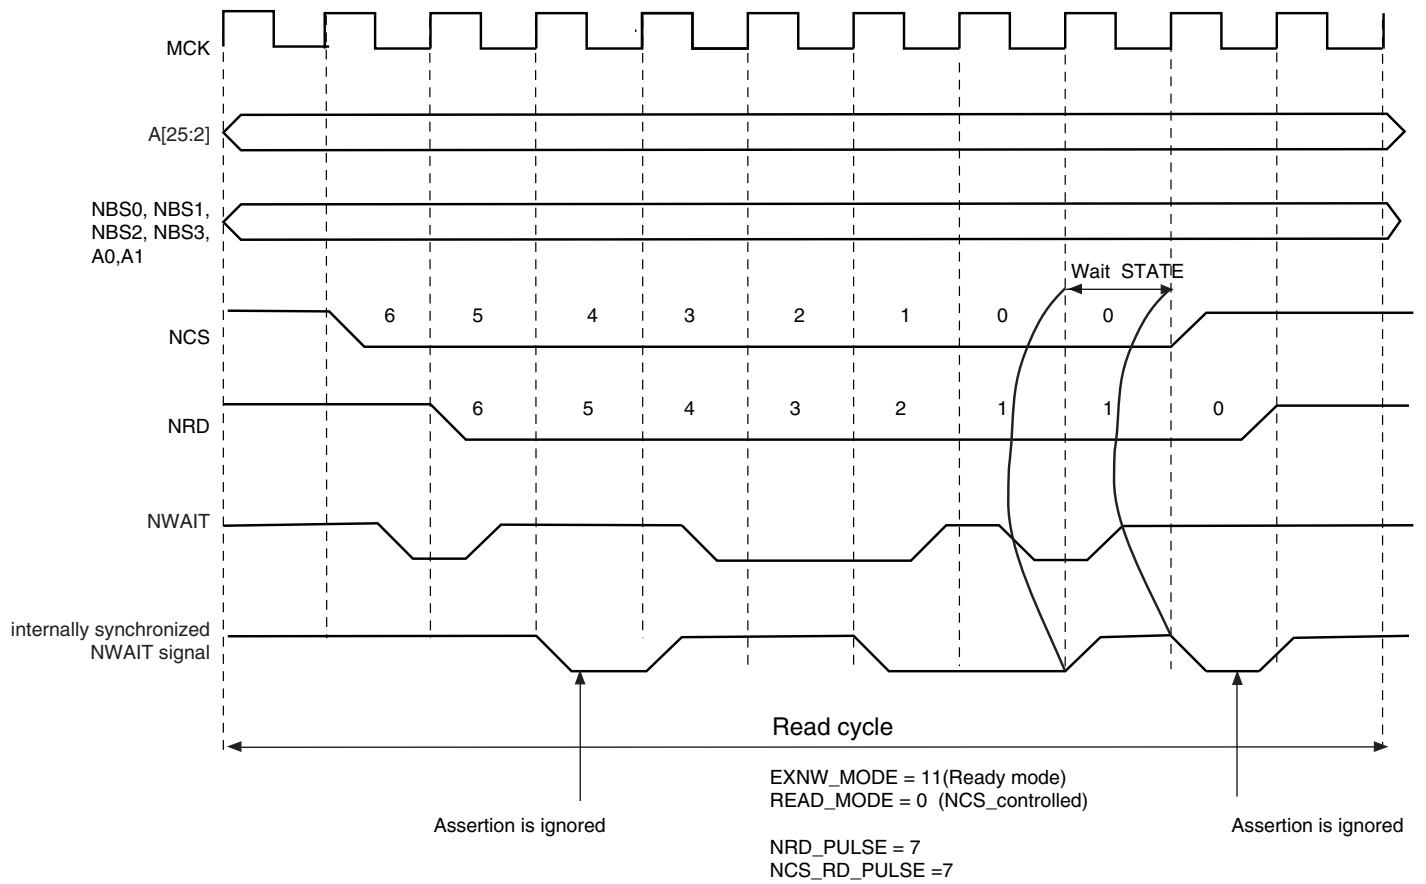 MCK
A[25:2]
NBS0, NBS1,
NBS2, NBS3,
A0,A1
Wait STATE
NCS
6 5 4 3 2 1 0 0
NRD
6 5 4 3 2 1 1 0
NWAIT
internally synchronized
NWAIT signal
Read cycle
EXNW_MODE = 11(Ready mode)
READ_MODE = 0 (NCS_controlled)
Assertion is ignored
Assertion is ignored
NRD_PULSE = 7
NCS_RD_PULSE =7